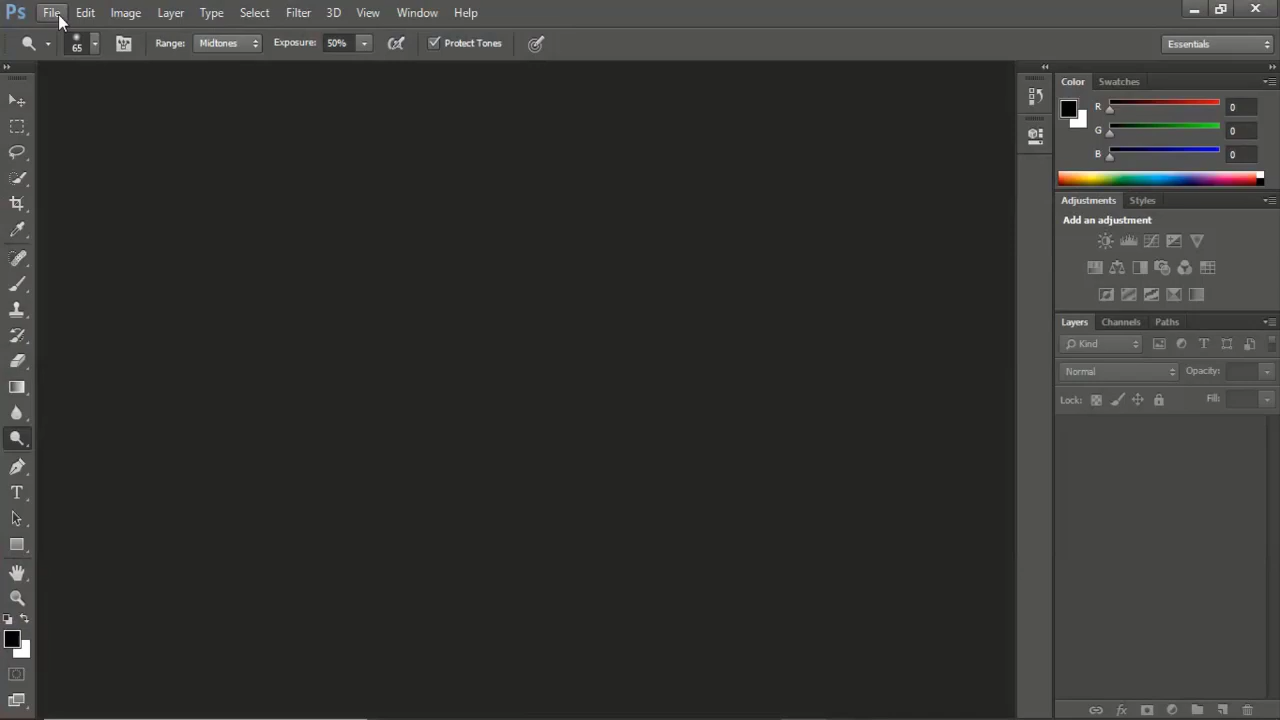 Ps File Edit Image Layer Type Select Filter 3D View Window Help
65 Range: Midtones Exposure: 50% Protect Tones Essentials
Color Swatches
R 0
G 0
B 0
Adjustments Styles
Add an adjustment
Layers Channels Paths
Kind T
Normal Opacity:
Lock: Fill:
T
fx